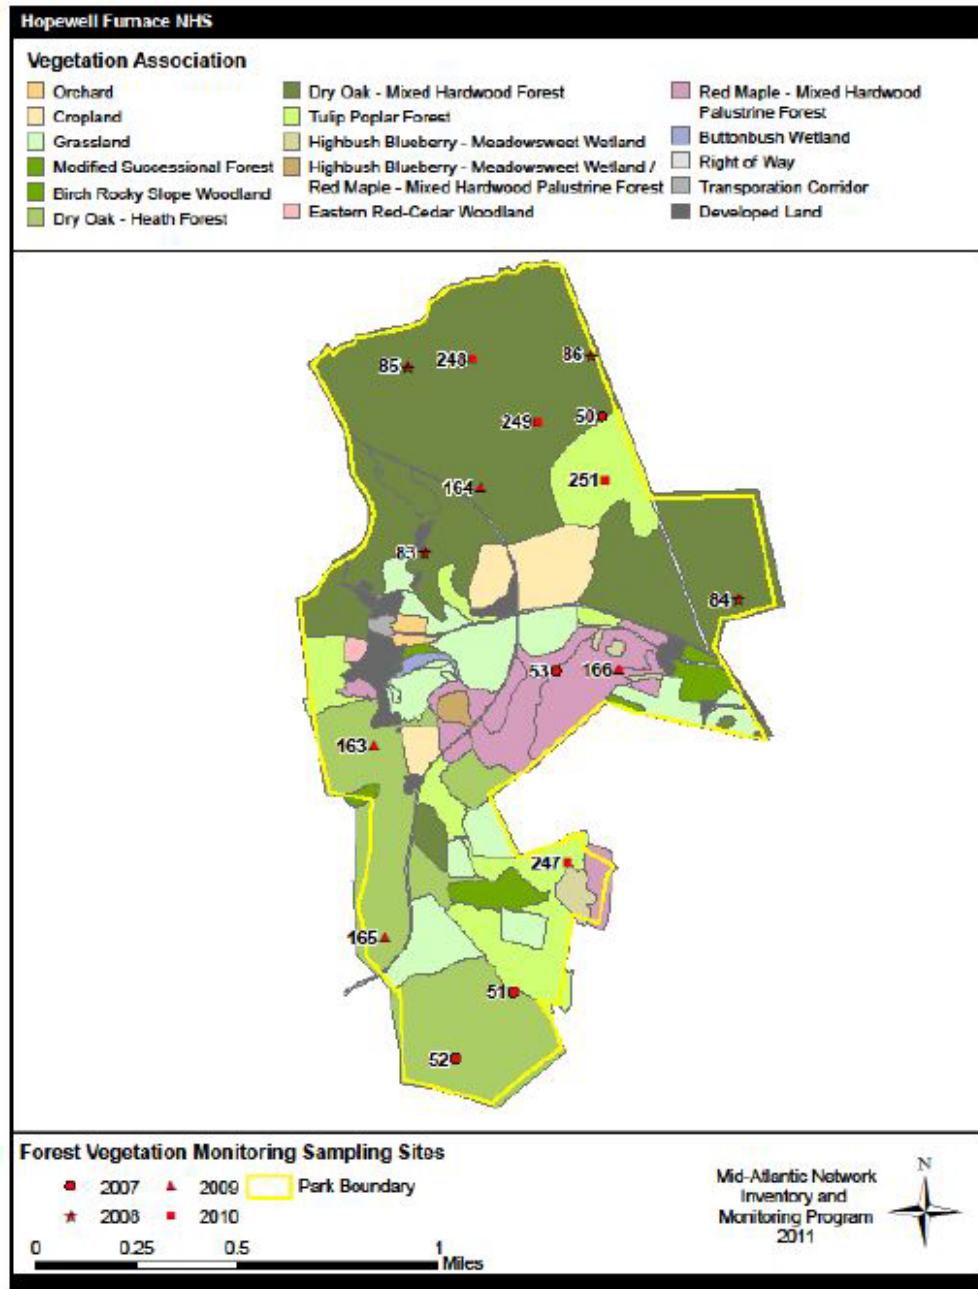 Hopewell Furnace NHS
Vegetation Association
Orchard
Cropland
Grassland
Modified Successional Forest
Birch Rocky Slope Woodland
Dry Oak - Heath Forest
Dry Oak - Mixed Hardwood Forest
Tulip Poplar Forest
Highbush Blueberry - Meadowsweet Wetland
Highbush Blueberry - Meadowsweet Wetland /
Red Maple - Mixed Hardwood Palustrine Forest
Eastern Red-Cedar Woodland
Red Maple - Mixed Hardwood
Palustrine Forest
Buttonbush Wetland
Right of Way
Transporation Corridor
Developed Land
85
248
86
249
50
164
251
83
84
53
166
163
247
165
51
52
Forest Vegetation Monitoring Sampling Sites
2007
2009
Park Boundary
2008
2010
0 0.25 0.5 1
Miles
Mid-Atlantic Network
Inventory and
Monitoring Program
2011
N